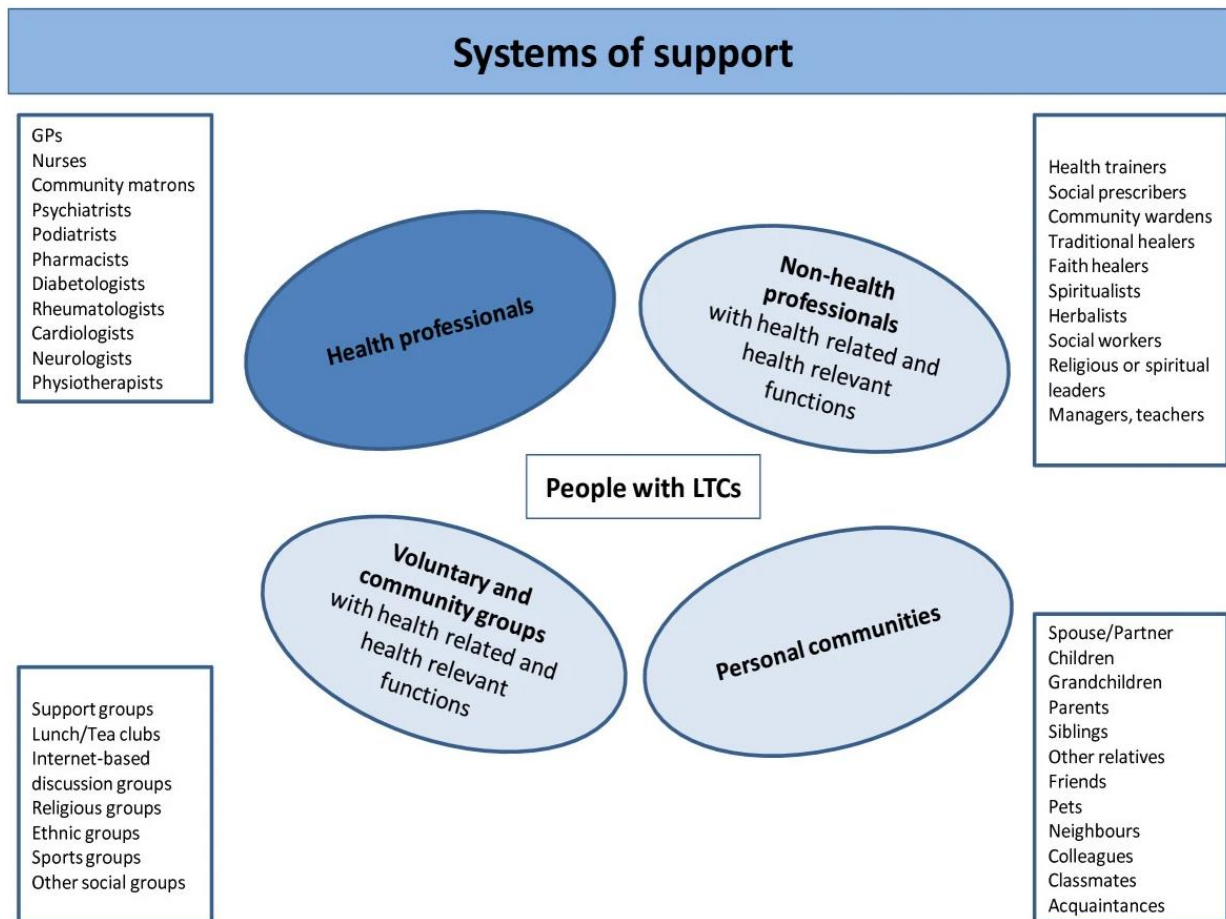 Systems of support
GPs
Nurses
Community matrons
Psychiatrists
Podiatrists
Pharmacists
Diabetologists
Rheumatologists
Cardiologists
Neurologists
Physiotherapists
Health professionals
Non-health
professionals
with health related and
health relevant
functions
Health trainers
Social prescribers
Community wardens
Traditional healers
Faith healers
Spiritualists
Herbalists
Social workers
Religious or spiritual
leaders
Managers, teachers
People with LTCs
Voluntary and
community groups
with health related and
health relevant
functions
Personal communities
Support groups
Lunch/Tea clubs
Internet-based
discussion groups
Religious groups
Ethnic groups
Sports groups
Other social groups
Spouse/Partner
Children
Grandchildren
Parents
Siblings
Other relatives
Friends
Pets
Neighbours
Colleagues
Classmates
Acquaintances